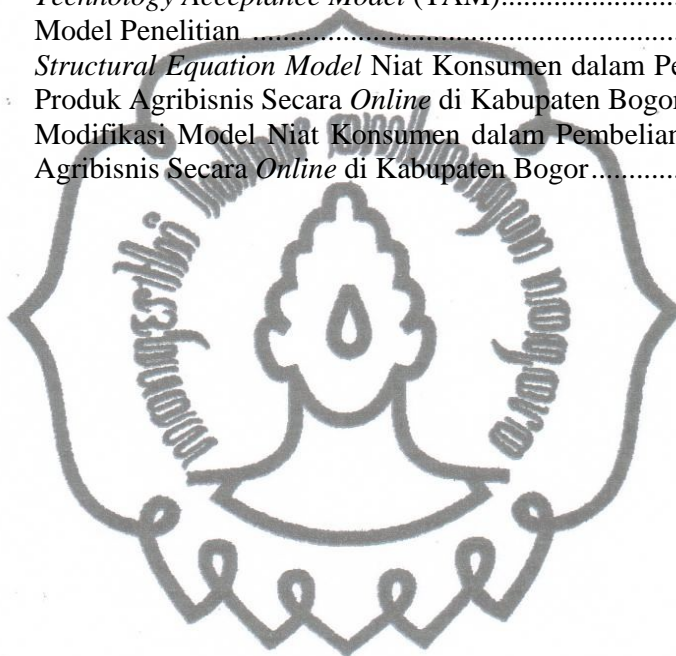 Technology Acceptance Model (TAM)..............................
Model Penelitian ..............................................................
Structural Equation Model Niat Konsumen dalam
Produk Agribisnis Secara Online di Kabupaten Bogor
Modifikasi Model Niat Konsumen dalam Pembelian
Agribisnis Secara Online di Kabupaten Bogor.............